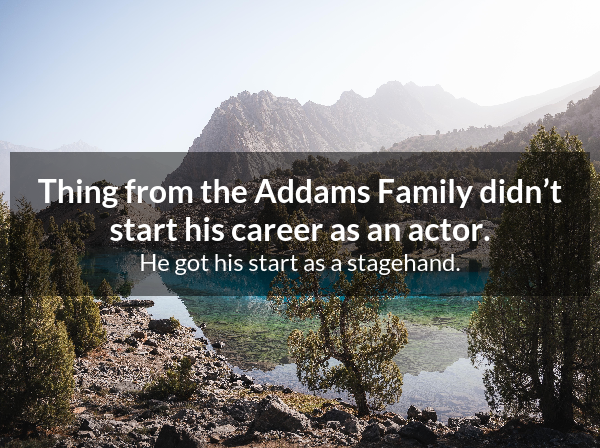 Thing from the Addams Family didn’t
start his career as an actor.
He got his start as a stagehand.